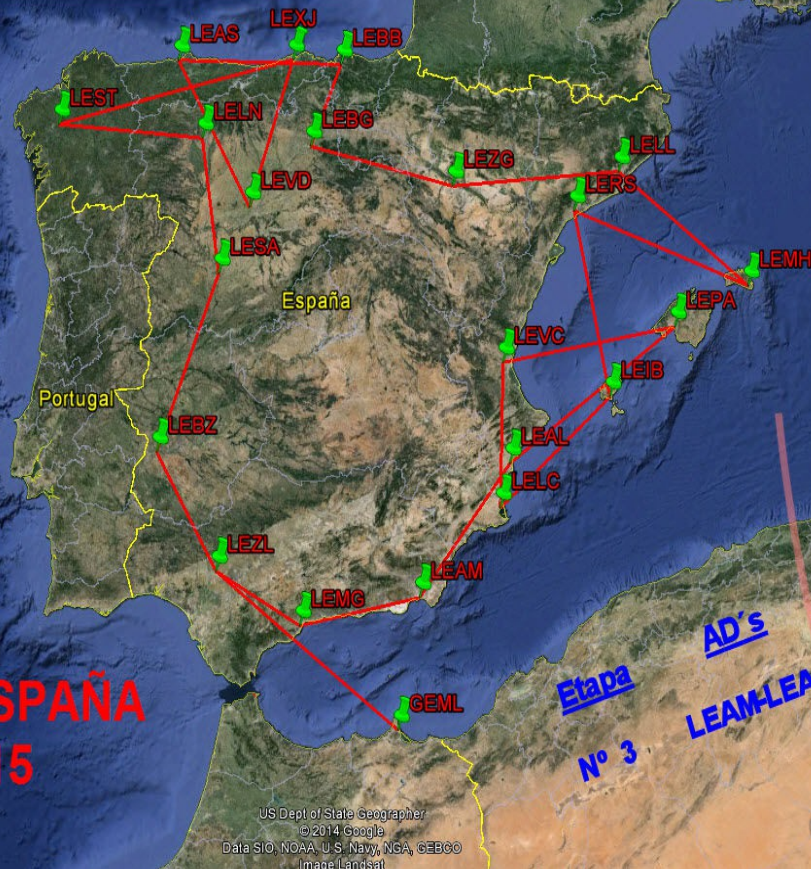 LEAS
LEXJ
LEBB
LEST
LELN
LEBG
LEZG
LELL
LEVD
LERS
LESA
LEMH
España
LEPA
LEVC
LEIB
Portugal
LEBZ
LEAL
LELC
LEZL
LEAM
LEMG
GEML
AD´s
Etapa
LEAM-LEA
Nº 3
SPAÑA
15
US Dept of State Geographer
© 2014 Google
Data SIO, NOAA, U.S. Navy, NGA, GEBCO
Image Landsat